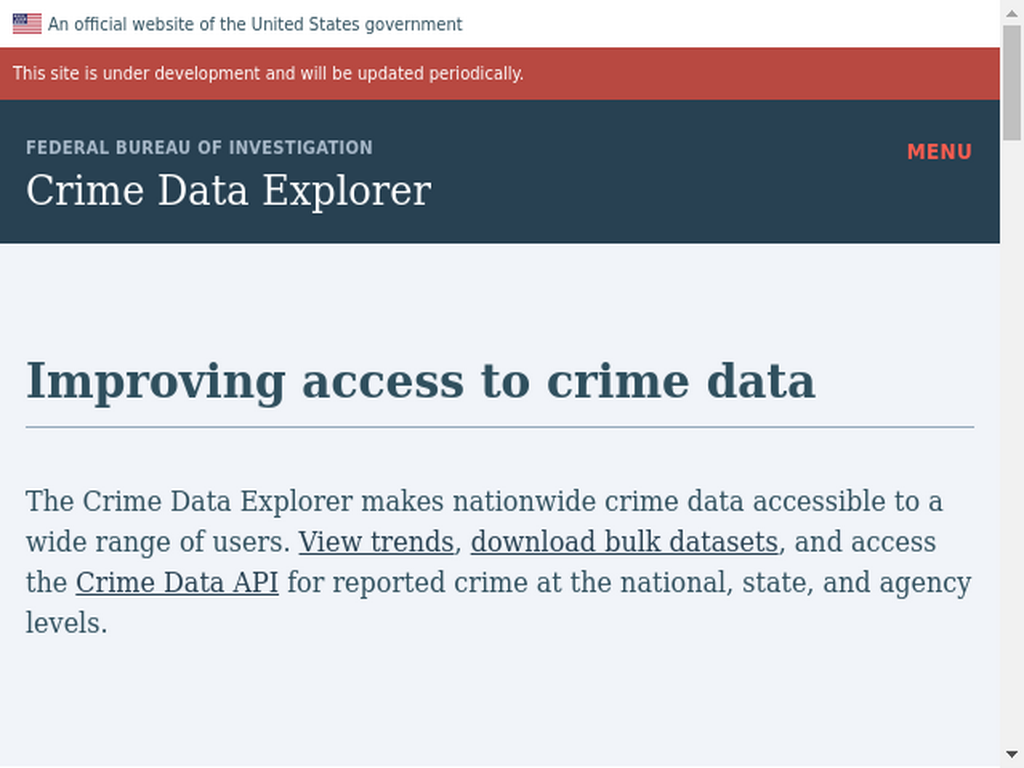 An official website of the United States government
This site is under development and will be updated periodically.
FEDERAL BUREAU OF INVESTIGATION
MENU
Crime Data Explorer
Improving access to crime data
The Crime Data Explorer makes nationwide crime data accessible to a
wide range of users. View trends, download bulk datasets, and access
the Crime Data API for reported crime at the national, state, and agency
levels.